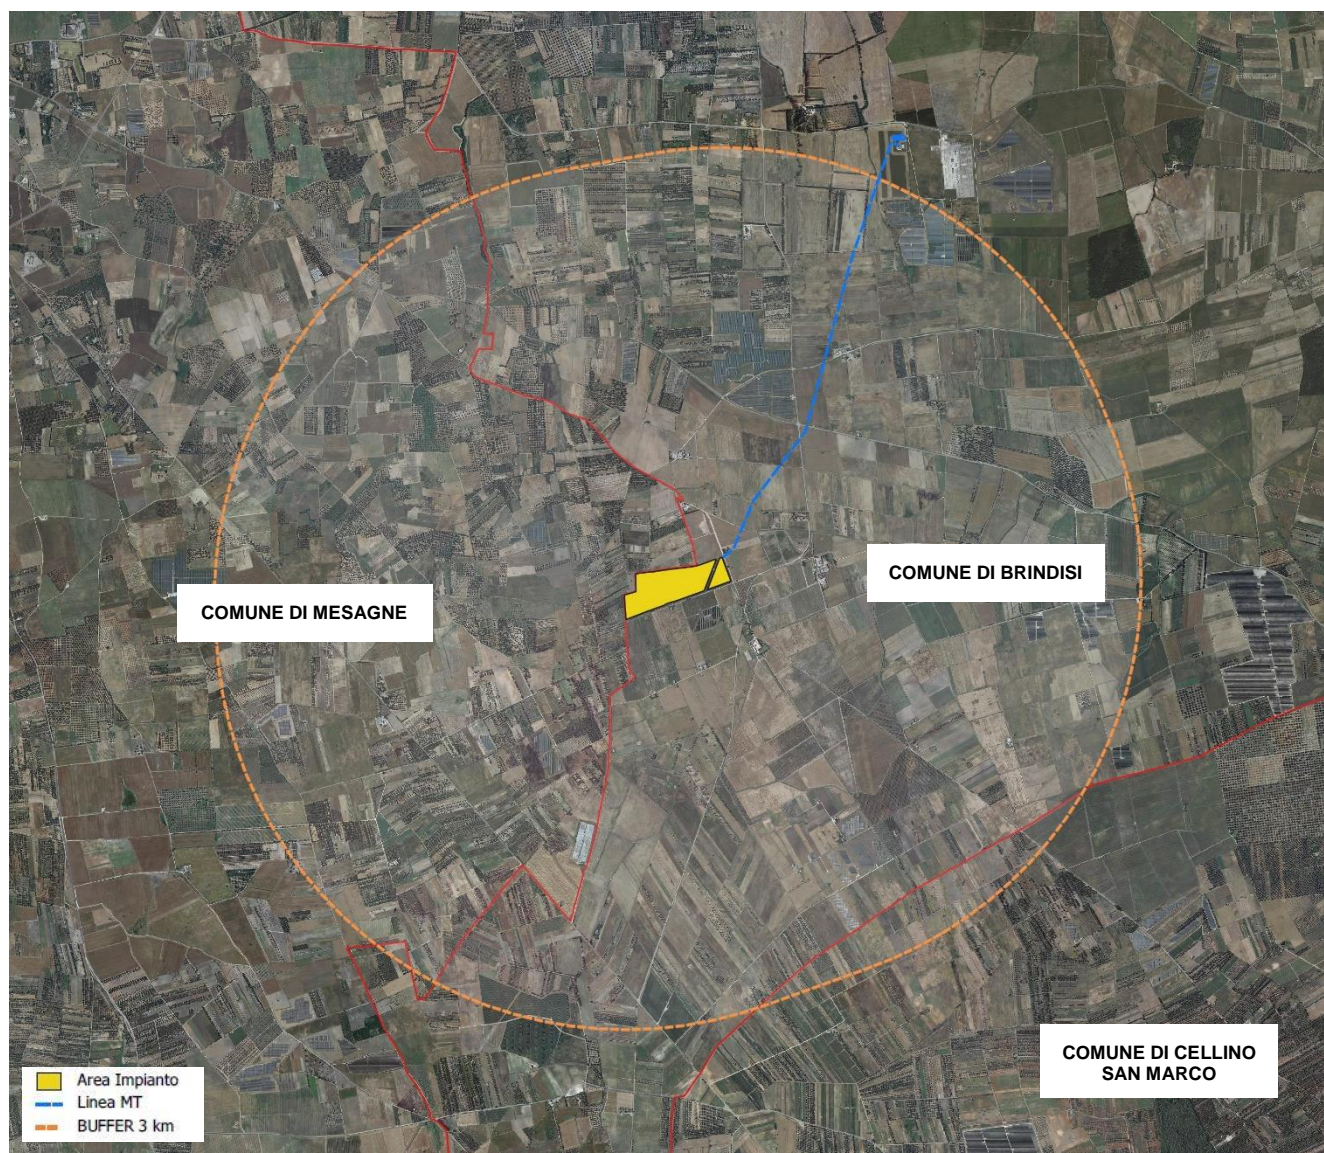 COMUNE DI BRINDISI
COMUNE DI MESAGNE
COMUNE DI CELLINO
SAN MARCO
Area Impianto
Linea MT
BUFFER 3 km